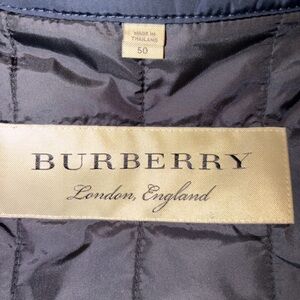 MADE IN
THAILAND
50
BURBERRY
London, England